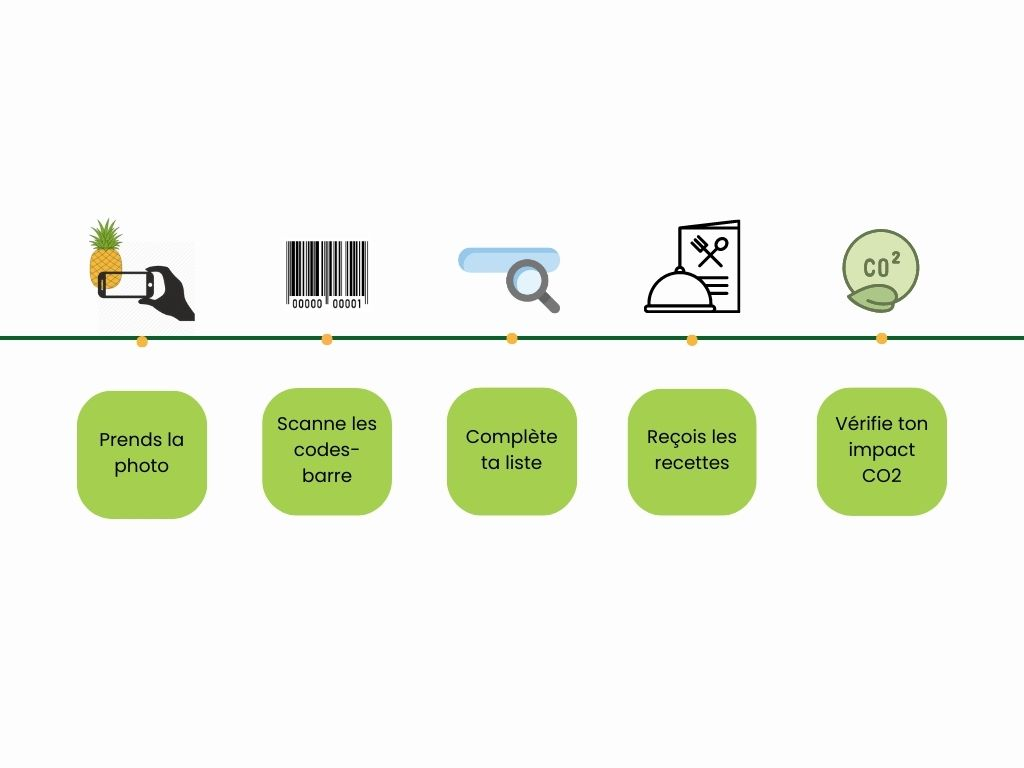 00000 00001
CO²
Prends la
photo
Scanne les
codes-
barre
Complète
ta liste
Reçois les
recettes
Vérifie ton
impact
CO2